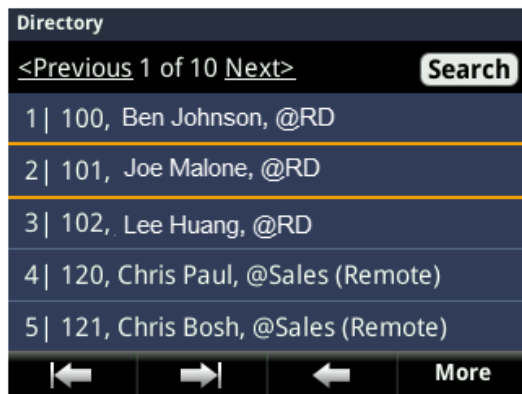 Directory
<Previous 1 of 10 Next>
Search
1| 100, Ben Johnson, @RD
2| 101, Joe Malone, @RD
3| 102, Lee Huang, @RD
4| 120, Chris Paul, @Sales (Remote)
5| 121, Chris Bosh, @Sales (Remote)
More